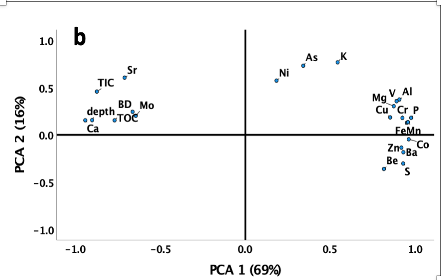 b
1.0
0.5
0.0
-0.5
-1.0
PCA 2 (16%)
Sr
TIC
depth BD Mo
TOC
Ca
As K
Ni
Mg V Al
Cu Cr P
FeMn
Co
Zn Ba
Be S
-1.0 -0.5 0.0 0.5 1.0
PCA 1 (69%)